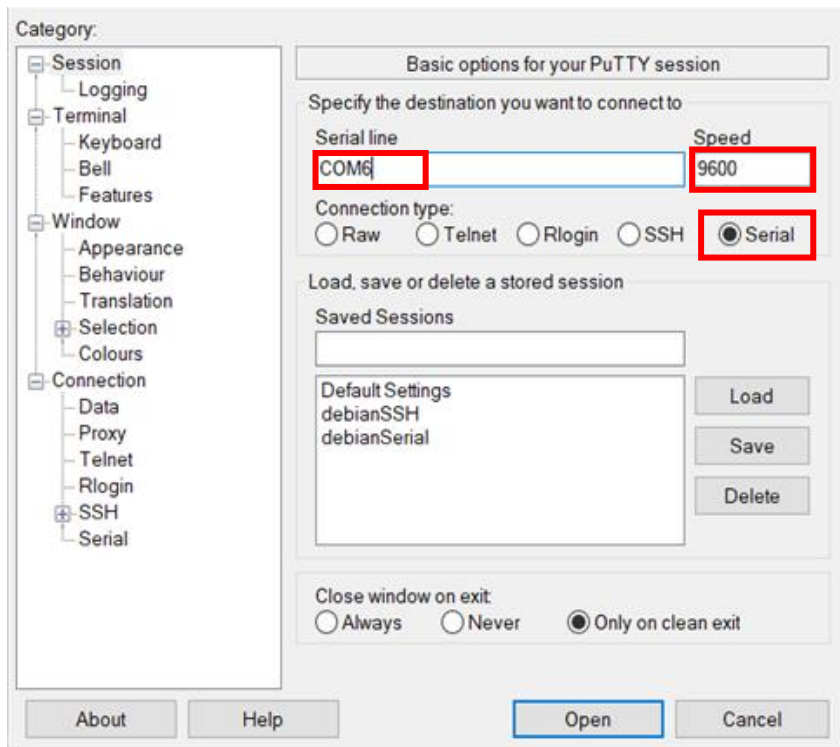 Category:
Session
Logging
Terminal
Keyboard
Bell
Features
Window
Appearance
Behaviour
Translation
Selection
Colours
Connection
Data
Proxy
Telnet
Rlogin
SSH
Serial
Basic options for your PuTTY session
Specify the destination you want to connect to
Serial line Speed
COM6 9600
Connection type:
Raw Telnet Rlogin SSH Serial
Load, save or delete a stored session
Saved Sessions
Default Settings
debianSSH
debianSerial
Load
Save
Delete
Close window on exit:
Always Never Only on clean exit
About Help Open Cancel